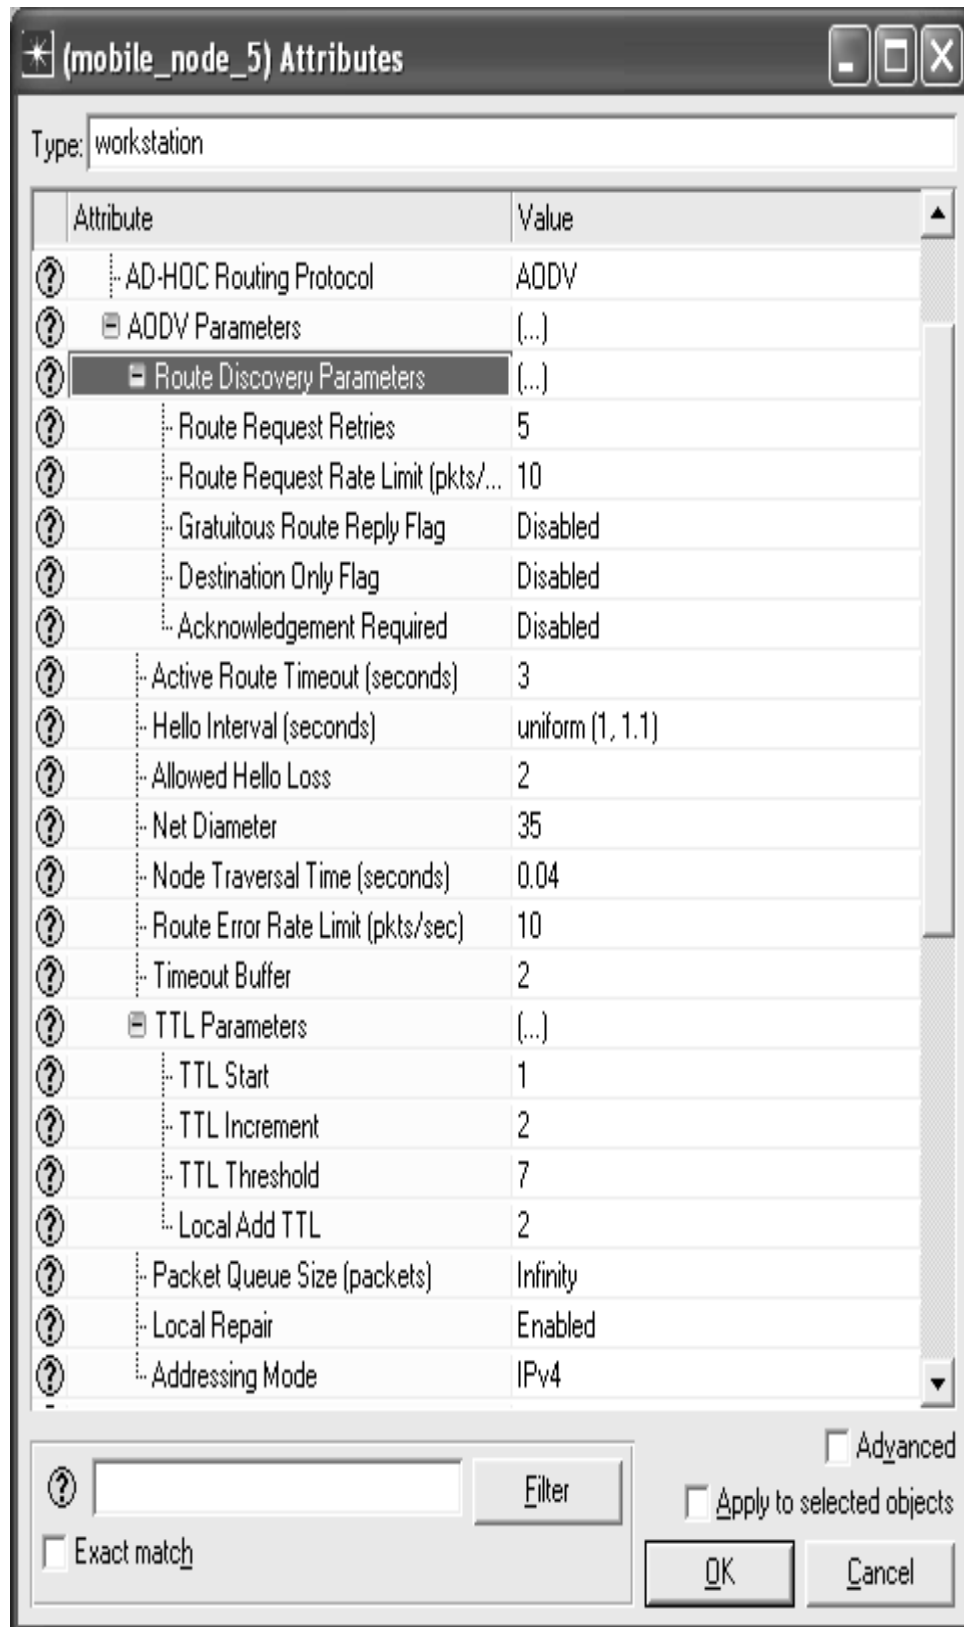 (mobile_node_5) Attributes
Type: workstation
Attribute Value
AD-HOC Routing Protocol AODV
AODV Parameters (...)
Route Discovery Parameters (...)
Route Request Retries 5
Route Request Rate Limit (pkts/... 10
Gratuitous Route Reply Flag Disabled
Destination Only Flag Disabled
Acknowledgement Required Disabled
Active Route Timeout (seconds) 3
Hello Interval (seconds) uniform (1, 1.1)
Allowed Hello Loss 2
Net Diameter 35
Node Traversal Time (seconds) 0.04
Route Error Rate Limit (pkts/sec) 10
Timeout Buffer 2
TTL Parameters (...)
TTL Start 1
TTL Increment 2
TTL Threshold 7
Local Add TTL 2
Packet Queue Size (packets) Infinity
Local Repair Enabled
Addressing Mode IPv4
Advanced
Filter
Apply to selected objects
Exact match
OK Cancel